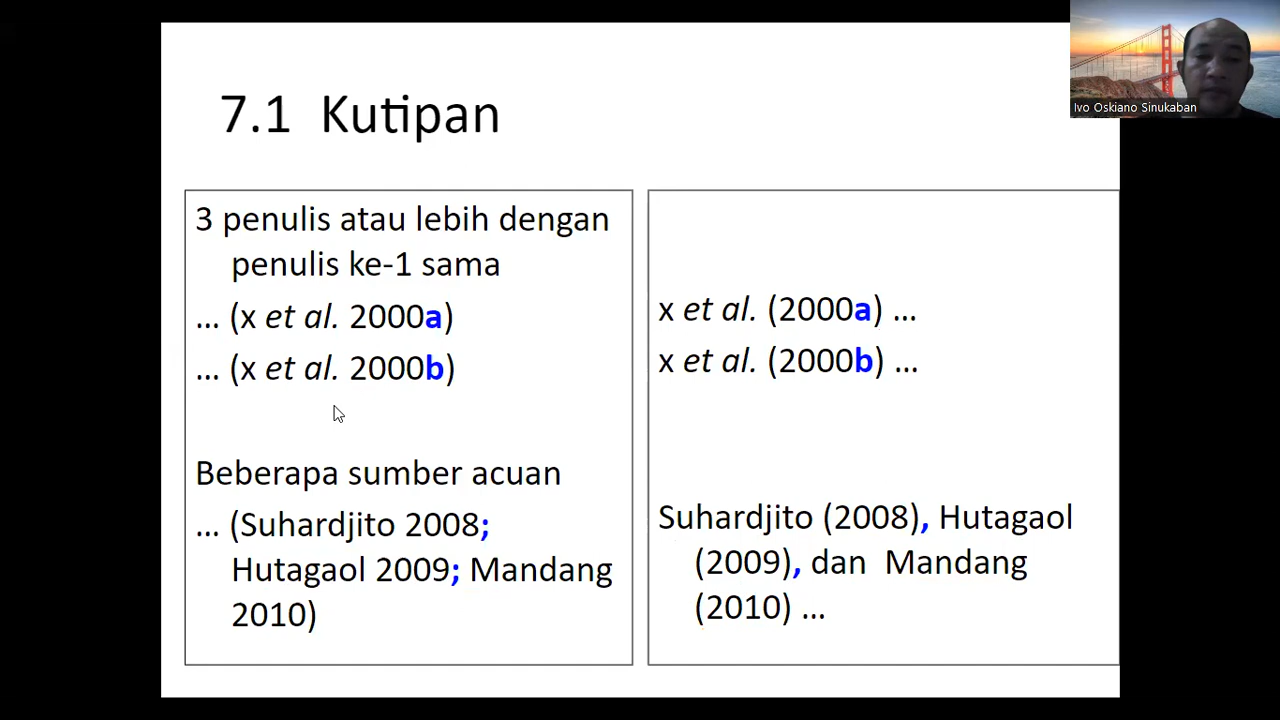 7.1 Kutipan
3 penulis atau lebih dengan
penulis ke-1 sama
... (x et al. 2000a)
... (x et al. 2000b)
Beberapa sumber acuan
... (Suhardjito 2008;
Hutagaol 2009; Mandang
2010)
x et al. (2000a) ...
x et al. (2000b) ...
Suhardjito (2008), Hutagaol
(2009), dan Mandang
(2010) ...
Ivo Oskiano Sinukaban